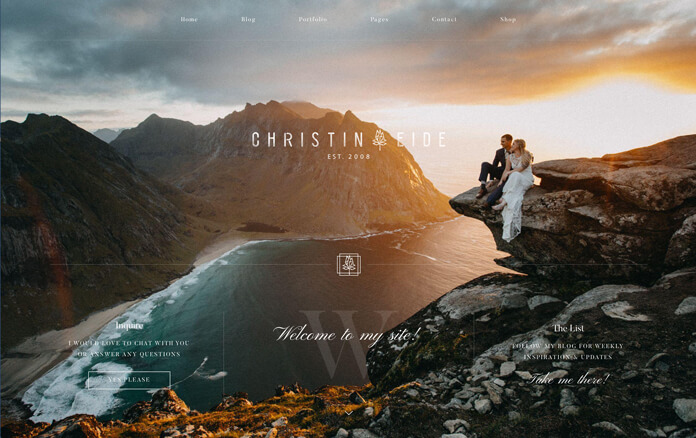 Home Blog Portfolio Pages Contact Shop
CHRISTIN EIDE
EST. 2008
W
Welcome to my site!
Inquire
I WOULD LOVE TO CHAT WITH YOU
OR ANSWER ANY QUESTIONS
YES PLEASE
The List
FOLLOW MY BLOG FOR WEEKLY
INSPIRATION & UPDATES
Take me there!